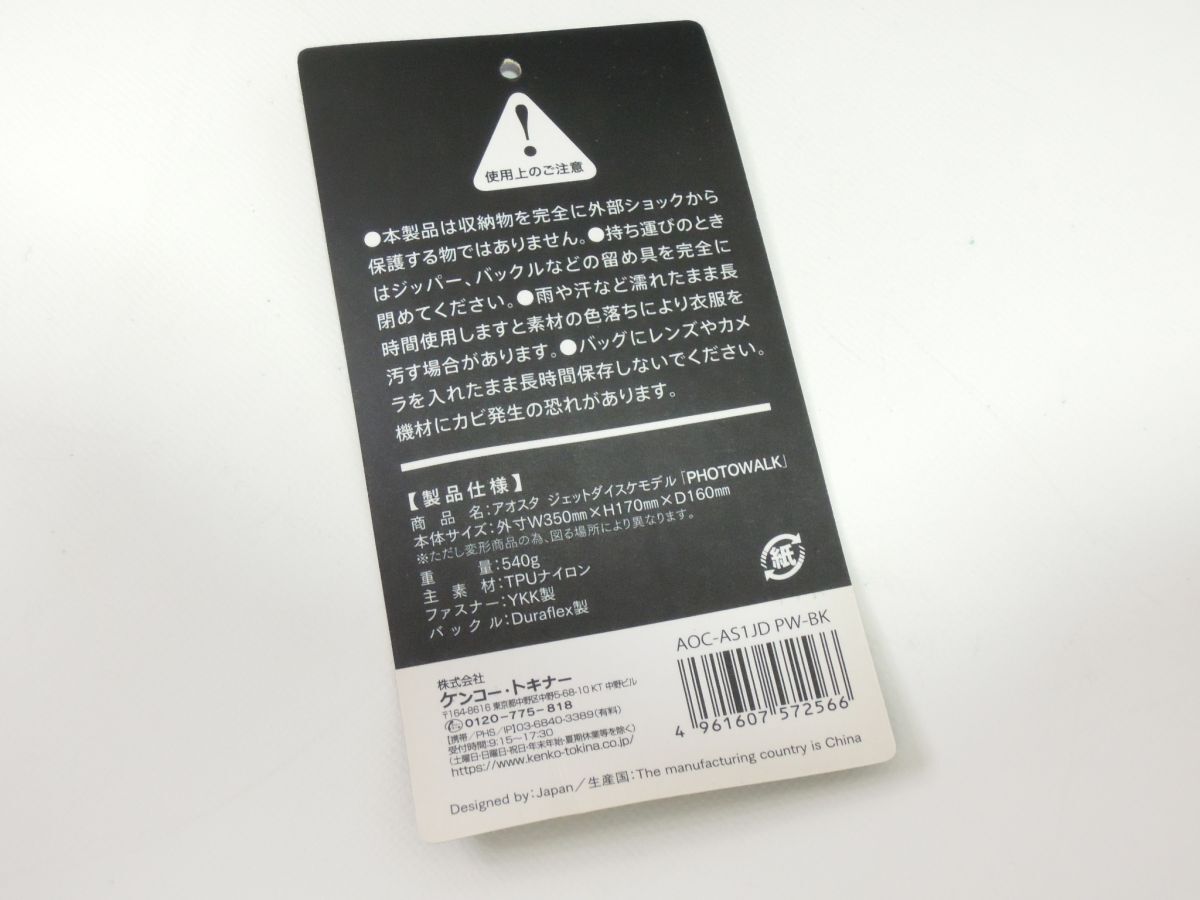 使用上のご注意
●本製品は収納物を完全に外部ショックから
保護する物ではありません。●持ち運びのとき
はジッパー、バックルなどの留め具を完全に
閉めてください。●雨や汗など濡れたまま長
時間使用しますと素材の色落ちにより衣服を
汚す場合があります。●バッグにレンズやカメ
ラを入れたまま長時間保存しないでください。
機材にカビ発生の恐れがあります。
【製品仕様】
商品名:アオスタ ジェットダイスケモデル「PHOTOWALK」
本体サイズ:外寸W350㎜×H170㎜×D160㎜
※ただし変形商品の為、図る場所により異なります。
重量:540g
主素材:TPUナイロン
ファスナー:YKK製
バックル:Duraflex製
紙
AOC-AS1JD PW-BK
4 961607 572566
株式会社
ケンコー・トキナー
〒164-8616 東京都中野区中野5-68-10 KT 中野ビル
0120-775-818
[携帯/PHS/IP]03-6840-3389(有料)
受付時間:9:15-17:30
(土曜日・日曜日・祝日・年末年始・夏期休業等を除く)
https://www.kenko-tokina.co.jp/
Designed by:Japan/生産国:The manufacturing country is China